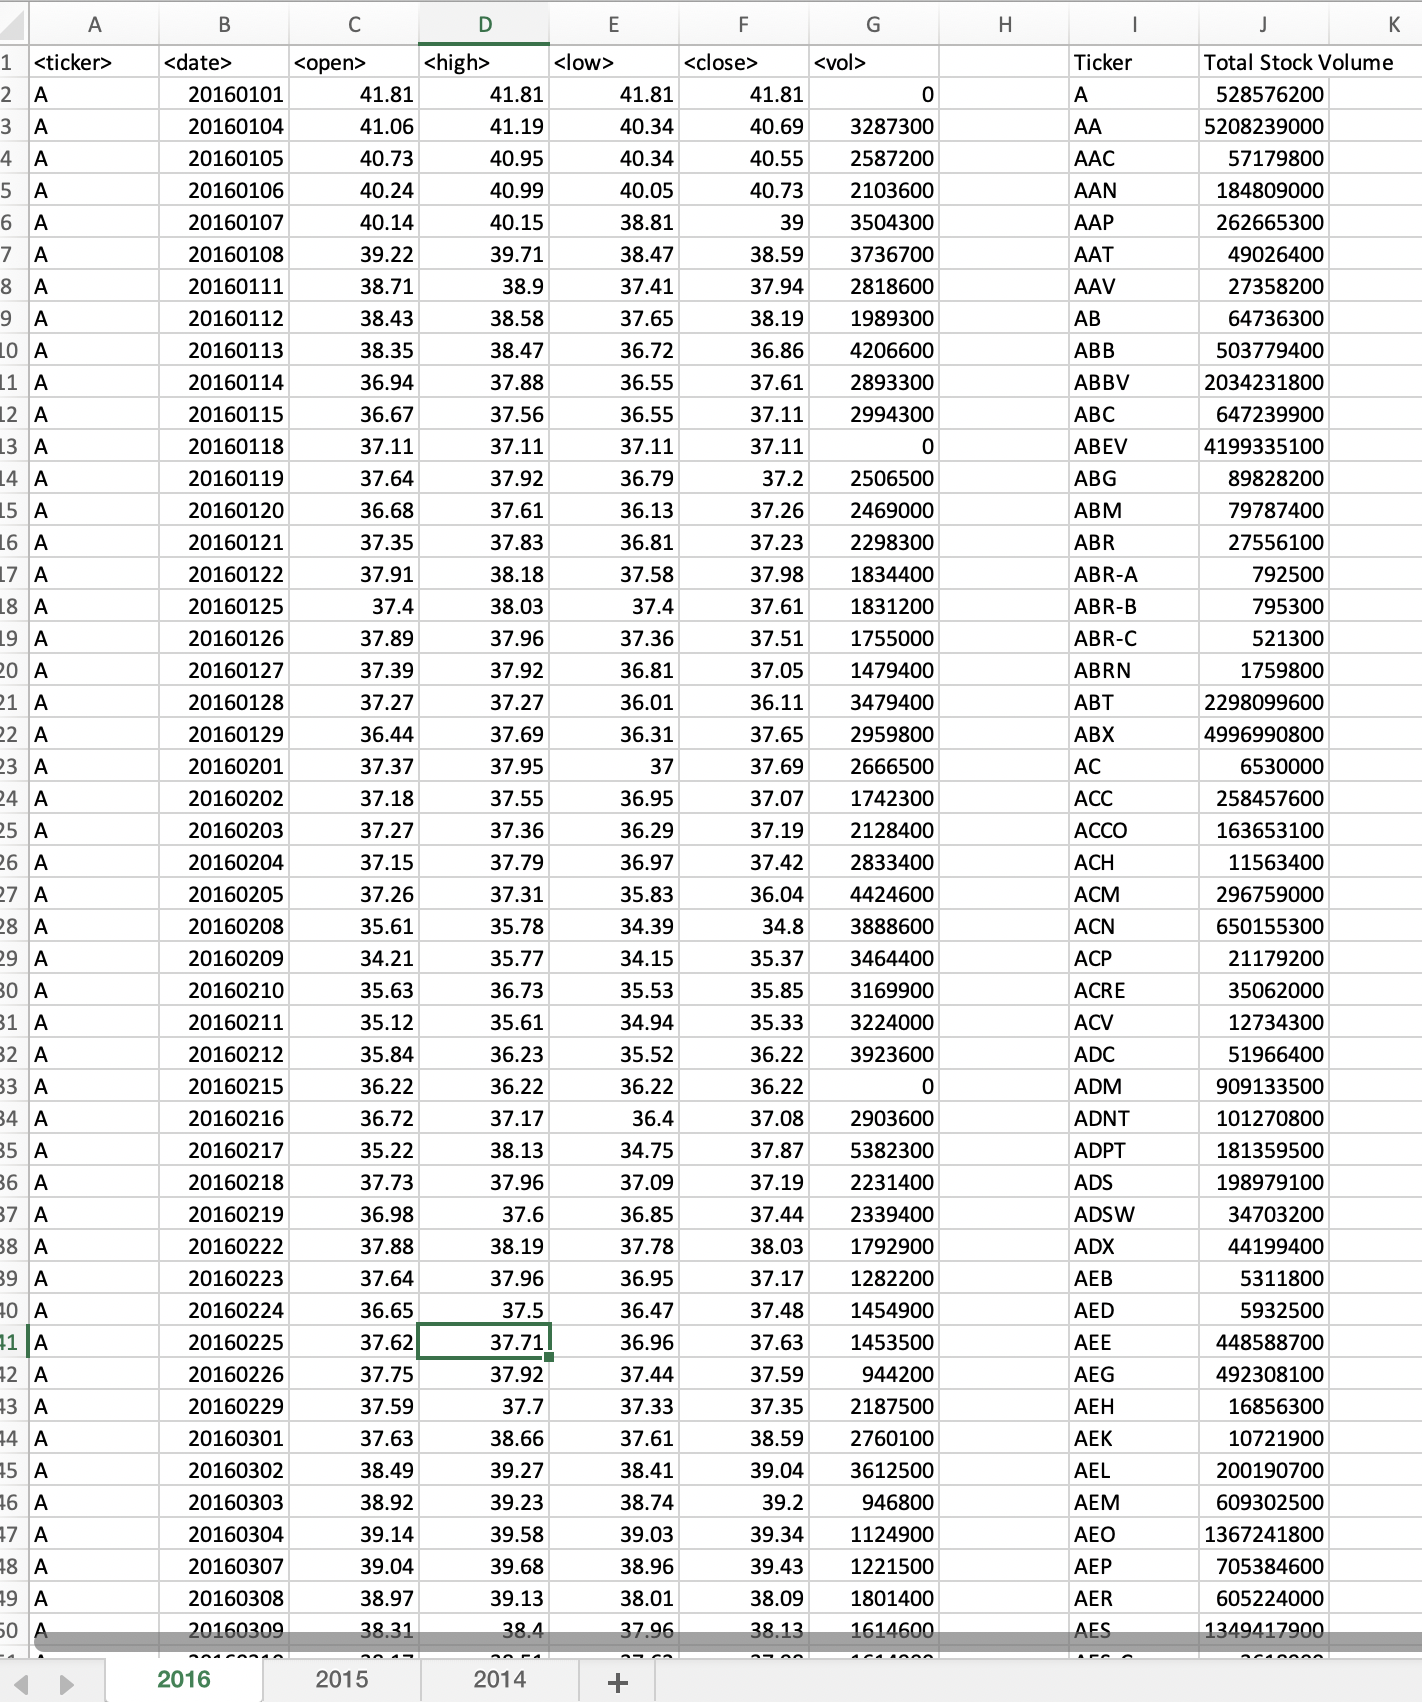 A B C D E F G H I J K
1 <ticker> <date> <open> <high> <low> <close> <vol> Ticker Total Stock Volume
2 A 20160101 41.81 41.81 41.81 41.81 0 A 528576200
3 A 20160104 41.06 41.19 40.34 40.69 3287300 AA 5208239000
4 A 20160105 40.73 40.95 40.34 40.55 2587200 AAC 57179800
5 A 20160106 40.24 40.99 40.05 40.73 2103600 AAN 184809000
6 A 20160107 40.14 40.15 38.81 39 3504300 AAP 262665300
7 A 20160108 39.22 39.71 38.47 38.59 3736700 AAT 49026400
8 A 20160111 38.71 38.9 37.41 37.94 2818600 AAV 27358200
9 A 20160112 38.43 38.58 37.65 38.19 1989300 AB 64736300
10 A 20160113 38.35 38.47 36.72 36.86 4206600 ABB 503779400
11 A 20160114 36.94 37.88 36.55 37.61 2893300 ABBV 2034231800
12 A 20160115 36.67 37.56 36.55 37.11 2994300 ABC 647239900
13 A 20160118 37.11 37.11 37.11 37.11 0 ABEV 4199335100
14 A 20160119 37.64 37.92 36.79 37.2 2506500 ABG 89828200
15 A 20160120 36.68 37.61 36.13 37.26 2469000 ABM 79787400
16 A 20160121 37.35 37.83 36.81 37.23 2298300 ABR 27556100
17 A 20160122 37.91 38.18 37.58 37.98 1834400 ABR-A 792500
18 A 20160125 37.4 38.03 37.4 37.61 1831200 ABR-B 795300
19 A 20160126 37.89 37.96 37.36 37.51 1755000 ABR-C 521300
20 A 20160127 37.39 37.92 36.81 37.05 1479400 ABRN 1759800
21 A 20160128 37.27 37.27 36.01 36.11 3479400 ABT 2298099600
22 A 20160129 36.44 37.69 36.31 37.65 2959800 ABX 4996990800
23 A 20160201 37.37 37.95 37 37.69 2666500 AC 6530000
24 A 20160202 37.18 37.55 36.95 37.07 1742300 ACC 258457600
25 A 20160203 37.27 37.36 36.29 37.19 2128400 ACCO 163653100
26 A 20160204 37.15 37.79 36.97 37.42 2833400 ACH 11563400
27 A 20160205 37.26 37.31 35.83 36.04 4424600 ACM 296759000
28 A 20160208 35.61 35.78 34.39 34.8 3888600 ACN 650155300
29 A 20160209 34.21 35.77 34.15 35.37 3464400 ACP 21179200
30 A 20160210 35.63 36.73 35.53 35.85 3169900 ACRE 35062000
31 A 20160211 35.12 35.61 34.94 35.33 3224000 ACV 12734300
32 A 20160212 35.84 36.23 35.52 36.22 3923600 ADC 51966400
33 A 20160215 36.22 36.22 36.22 36.22 0 ADM 909133500
34 A 20160216 36.72 37.17 36.4 37.08 2903600 ADNT 101270800
35 A 20160217 35.22 38.13 34.75 37.87 5382300 ADPT 181359500
36 A 20160218 37.73 37.96 37.09 37.19 2231400 ADS 198979100
37 A 20160219 36.98 37.6 36.85 37.44 2339400 ADSW 34703200
38 A 20160222 37.88 38.19 37.78 38.03 1792900 ADX 44199400
39 A 20160223 37.64 37.96 36.95 37.17 1282200 AEB 5311800
40 A 20160224 36.65 37.5 36.47 37.48 1454900 AED 5932500
41 A 20160225 37.62 37.71 36.96 37.63 1453500 AEE 448588700
42 A 20160226 37.75 37.92 37.44 37.59 944200 AEG 492308100
43 A 20160229 37.59 37.7 37.33 37.35 2187500 AEH 16856300
44 A 20160301 37.63 38.66 37.61 38.59 2760100 AEK 10721900
45 A 20160302 38.49 39.27 38.41 39.04 3612500 AEL 200190700
46 A 20160303 38.92 39.23 38.74 39.2 946800 AEM 609302500
47 A 20160304 39.14 39.58 39.03 39.34 1124900 AEO 1367241800
48 A 20160307 39.04 39.68 38.96 39.43 1221500 AEP 705384600
49 A 20160308 38.97 39.13 38.01 38.09 1801400 AER 605224000
50 A 20160309 38.31 38.4 37.96 38.13 1614600 AES 1349417900
2016 2015 2014 +